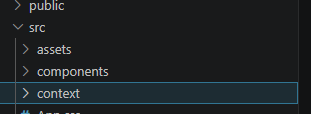 public
src
assets
components
context